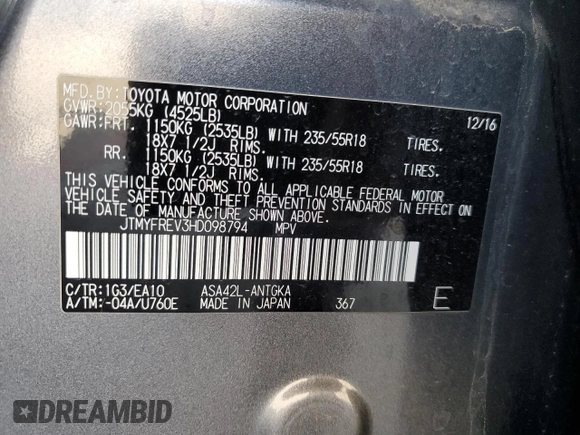 MFD.BY:TOYOTA MOTOR CORPORATION 12/16
GVWR:2055KG (4525LB)
GAWR:FRT. 1150KG (2535LB) WITH 235/55R18 TIRES.
18X7 1/2J RIMS.
RR. 1150KG (2535LB) WITH 235/55R18 TIRES.
18X7 1/2J RIMS.
THIS VEHICLE CONFORMS TO ALL APPLICABLE FEDERAL MOTOR
VEHICLE SAFETY AND THEFT PREVENTION STANDARDS IN EFFECT ON
THE DATE OF MANUFACTURE SHOWN ABOVE.
JTMYFREV3HD098794 MPV
C/TR:1G3/EA10 ASA42L-ANTGKA
A/TM:-04A/U760E MADE IN JAPAN 367 E
DREAMBID